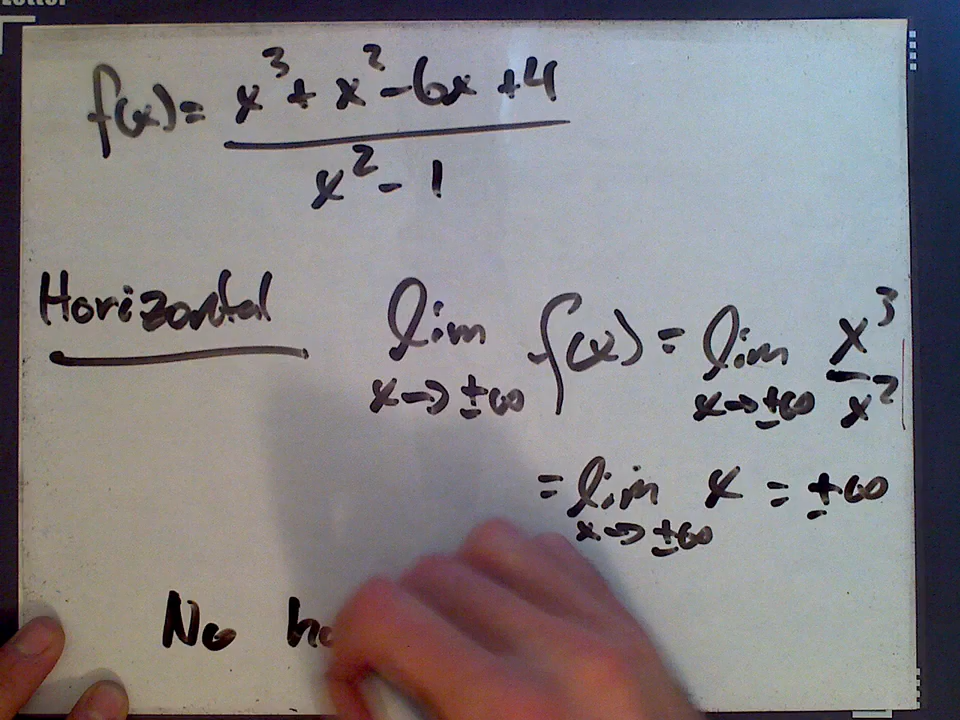 f(x) = (x³ + x² - 6x + 4) / (x² - 1)
Horizontal
lim x→±∞ f(x) = lim x→±∞ x³/x²
= lim x→±∞ x = ±∞
No